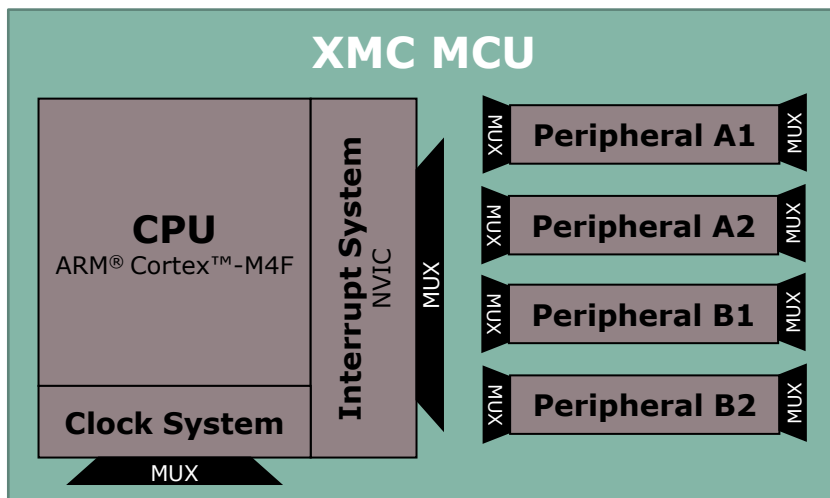 XMC MCU
CPU
ARM® Cortex™-M4F
Clock System
MUX
Interrupt System
NVIC
MUX
MUX
Peripheral A1
MUX
MUX
Peripheral A2
MUX
MUX
Peripheral B1
MUX
MUX
Peripheral B2
MUX